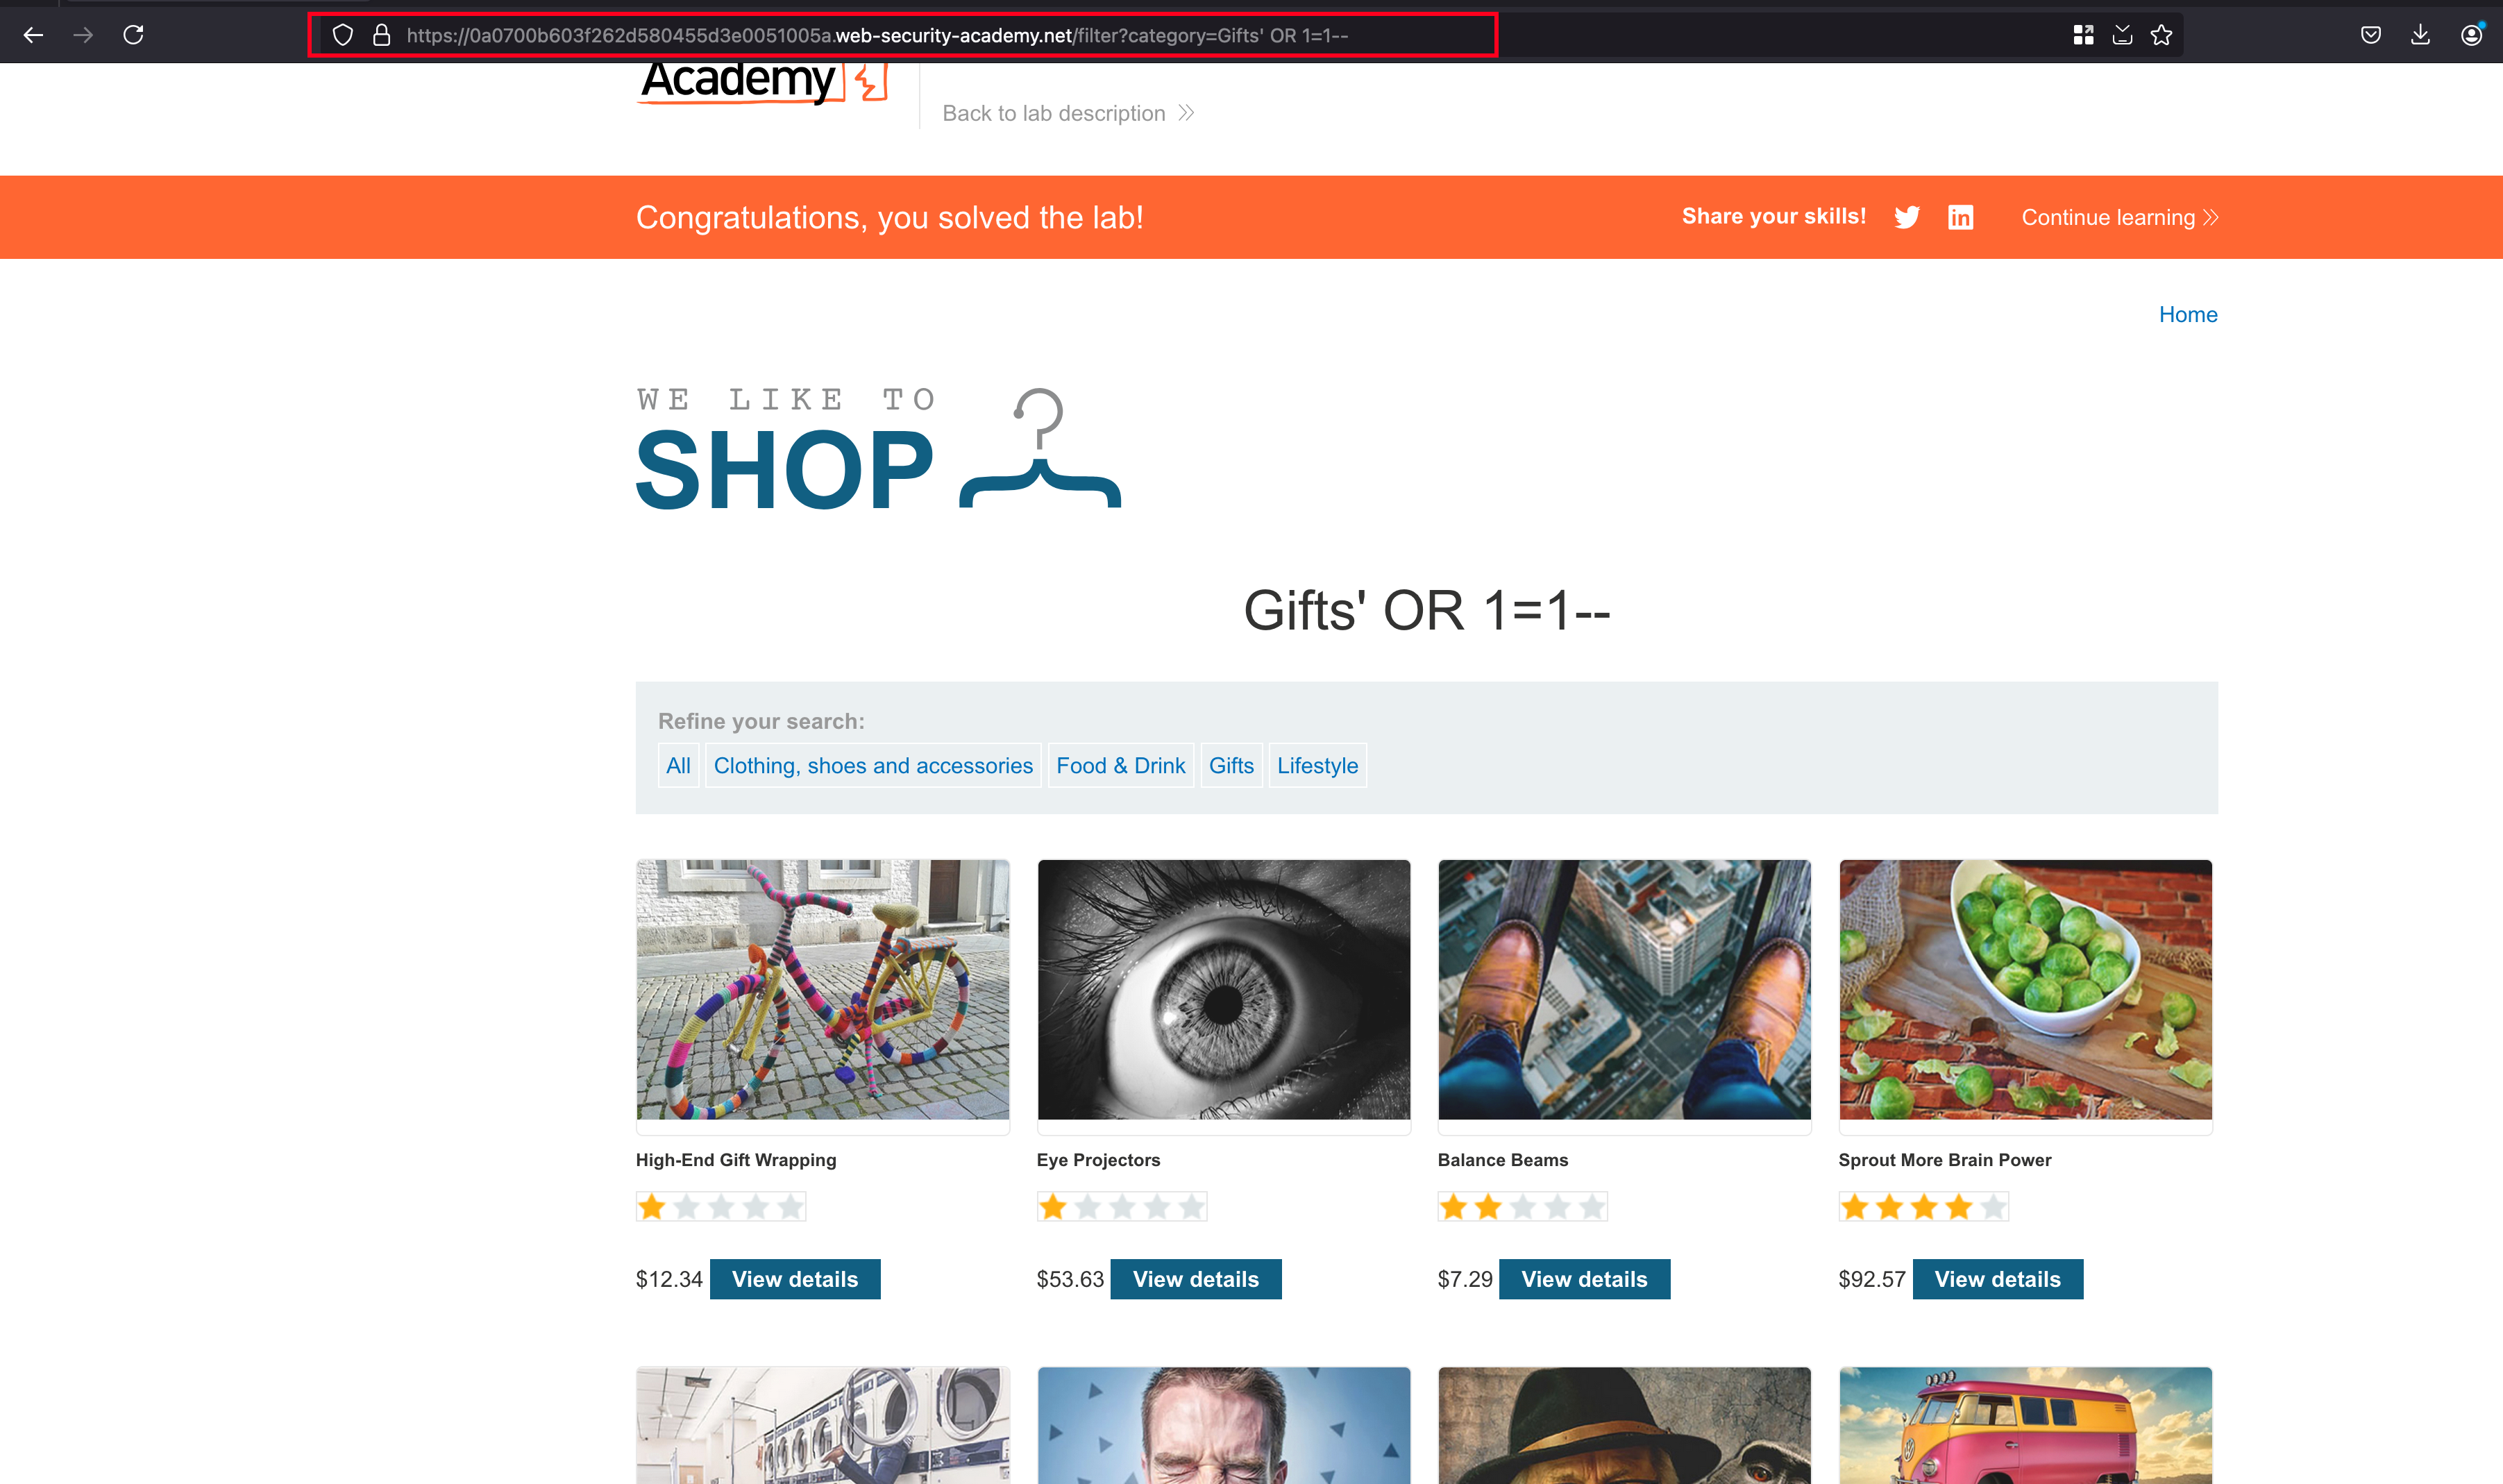 https://0a0700b603f262d580455d3e0051005a.web-security-academy.net/filter?category=Gifts' OR 1=1--
Academy
Back to lab description
Congratulations, you solved the lab!
Share your skills!
in
Continue learning
Home
WE LIKE TO
SHOP
Gifts' OR 1=1--
Refine your search:
All Clothing, shoes and accessories Food & Drink Gifts Lifestyle
High-End Gift Wrapping Eye Projectors Balance Beams Sprout More Brain Power
$12.34 View details $53.63 View details $7.29 View details $92.57 View details